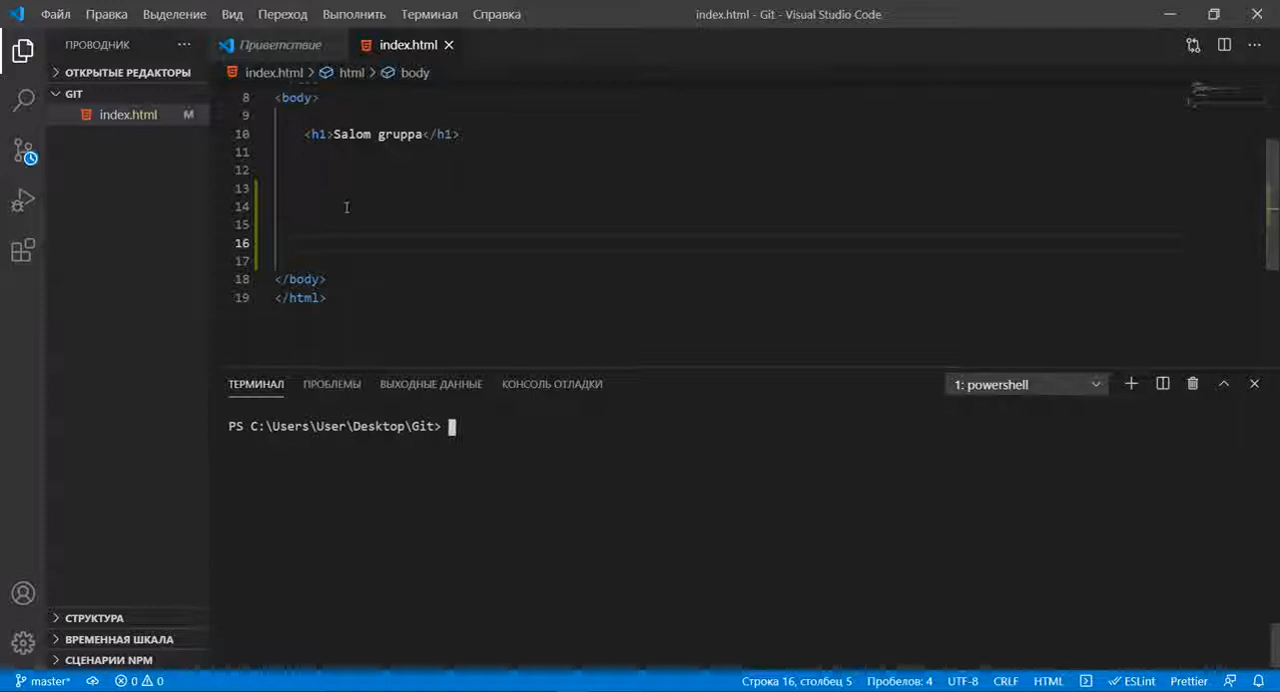 Файл Правка Выделение Вид Переход Выполнить Терминал Справка index.html - Git - Visual Studio Code
ПРОВОДНИК ··· Приветствие index.html
index.html > html > body
ОТКРЫТЫЕ РЕДАКТОРЫ
GIT
index.html M
8 <body>
9
10 <h1>Salom gruppa</h1>
11
12
13
14
15
16
17
18 </body>
19 </html>
ТЕРМИНАЛ ПРОБЛЕМЫ ВЫХОДНЫЕ ДАННЫЕ КОНСОЛЬ ОТЛАДКИ 1: powershell
PS C:\Users\User\Desktop\Git>
СТРУКТУРА
ВРЕМЕННАЯ ШКАЛА
СЦЕНАРИИ NPM
master* 0 0 Строка 16, столбец 5 Пробелов: 4 UTF-8 CRLF HTML ESLint Prettier